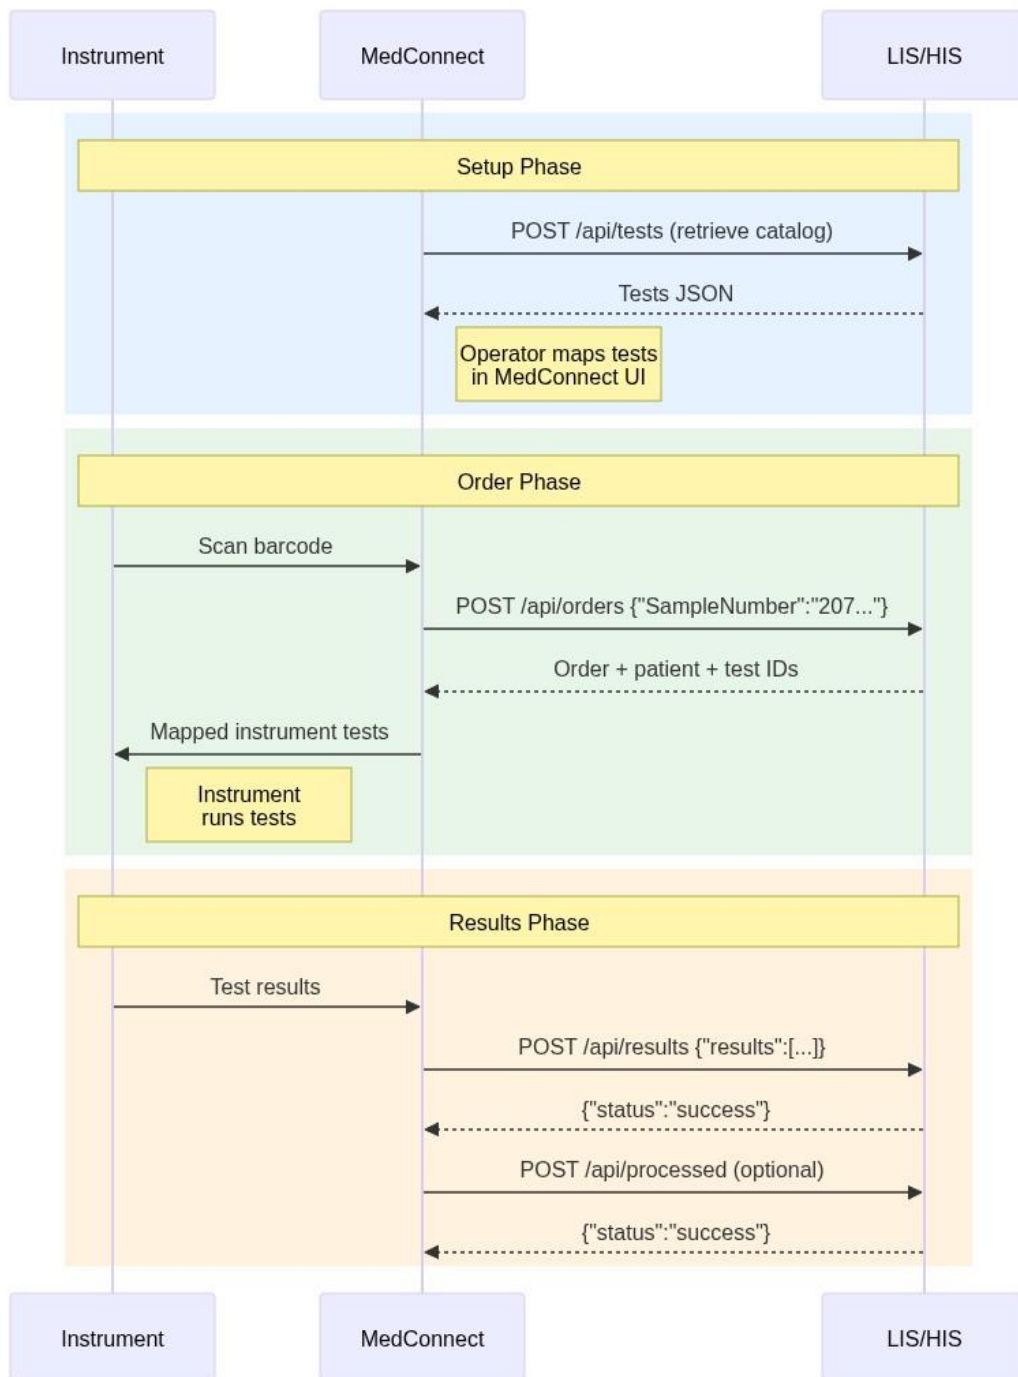 Instrument
MedConnect
LIS/HIS
Setup Phase
POST /api/tests (retrieve catalog)
Tests JSON
Operator maps tests
in MedConnect UI
Order Phase
Scan barcode
POST /api/orders {"SampleNumber":"207..."}
Order + patient + test IDs
Mapped instrument tests
Instrument
runs tests
Results Phase
Test results
POST /api/results {"results":[...]}
{"status":"success"}
POST /api/processed (optional)
{"status":"success"}
Instrument
MedConnect
LIS/HIS